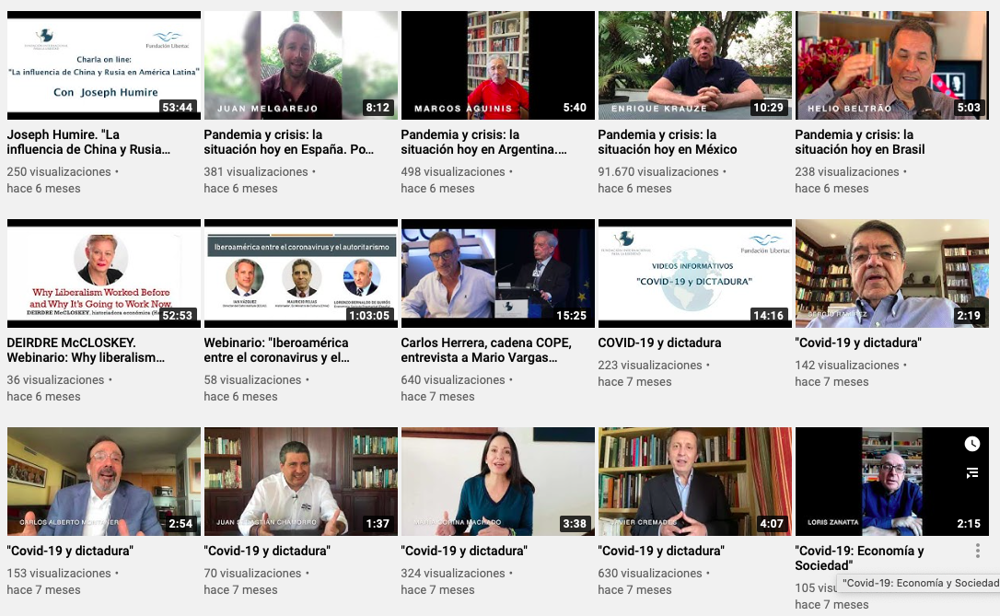 FUNDACIÓN INTERNACIONAL
PARA LA LIBERTAD
Fundación Libertad
Charla on line:
"La influencia de China y Rusia en América Latina"
Con Joseph Humire
53:44
JUAN MELGAREJO
8:12
MARCOS AGUINIS
5:40
ENRIQUE KRAUZE
10:29
HELIO BELTRÃO
5:03
Joseph Humire. "La
influencia de China y Rusia...
250 visualizaciones •
hace 6 meses
Pandemia y crisis: la
situación hoy en España. Po...
381 visualizaciones •
hace 6 meses
Pandemia y crisis: la
situación hoy en Argentina....
498 visualizaciones •
hace 6 meses
Pandemia y crisis: la
situación hoy en México
91.670 visualizaciones •
hace 6 meses
Pandemia y crisis: la
situación hoy en Brasil
238 visualizaciones •
hace 6 meses
Why Liberalism Worked Before
and Why It's Going to Work Now.
DEIRDRE McCLOSKEY, historiadora económica
52:53
Iberoamérica entre el coronavirus y el autoritarismo
IAN VÁSQUEZ
MAURICIO ROJAS
LORENZO BERNALDO DE QUIRÓS
1:03:05
COPE
15:25
Fundación Libertad
VIDEOS INFORMATIVOS
"COVID-19 y DICTADURA"
14:16
SERGIO RAMÍREZ
2:19
DEIRDRE McCLOSKEY.
Webinario: Why liberalism...
36 visualizaciones •
hace 6 meses
Webinario: "Iberoamérica
entre el coronavirus y el...
58 visualizaciones •
hace 6 meses
Carlos Herrera, cadena COPE,
entrevista a Mario Vargas...
640 visualizaciones •
hace 7 meses
COVID-19 y dictadura
223 visualizaciones •
hace 7 meses
"Covid-19 y dictadura"
142 visualizaciones •
hace 7 meses
CARLOS ALBERTO MONTANER
2:54
JUAN SEBASTIÁN CHAMORRO
1:37
MARÍA CORINA MACHADO
3:38
JAVIER CREMADES
4:07
LORIS ZANATTA
2:15
"Covid-19 y dictadura"
153 visualizaciones •
hace 7 meses
"Covid-19 y dictadura"
70 visualizaciones •
hace 7 meses
"Covid-19 y dictadura"
324 visualizaciones •
hace 7 meses
"Covid-19 y dictadura"
630 visualizaciones •
hace 7 meses
"Covid-19: Economía y
Sociedad"
105 visu
hace 7 meses
"Covid-19: Economía y Sociedad